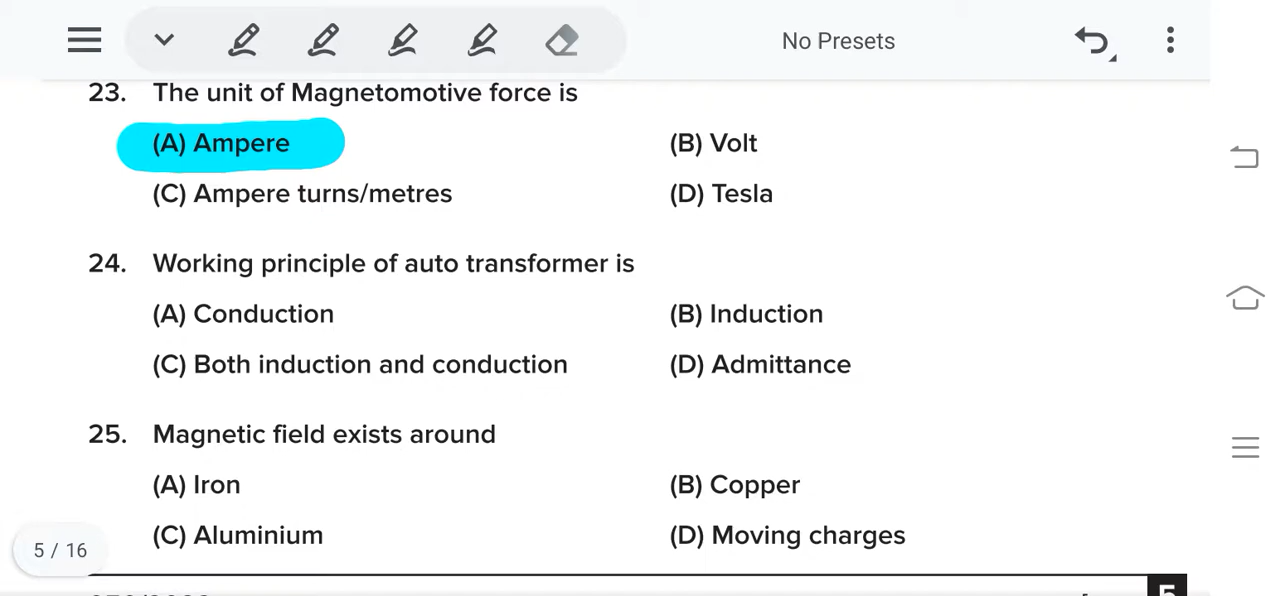 No Presets
23. The unit of Magnetomotive force is
(A) Ampere (B) Volt
(C) Ampere turns/metres (D) Tesla
24. Working principle of auto transformer is
(A) Conduction (B) Induction
(C) Both induction and conduction (D) Admittance
25. Magnetic field exists around
(A) Iron (B) Copper
(C) Aluminium (D) Moving charges
5 / 16